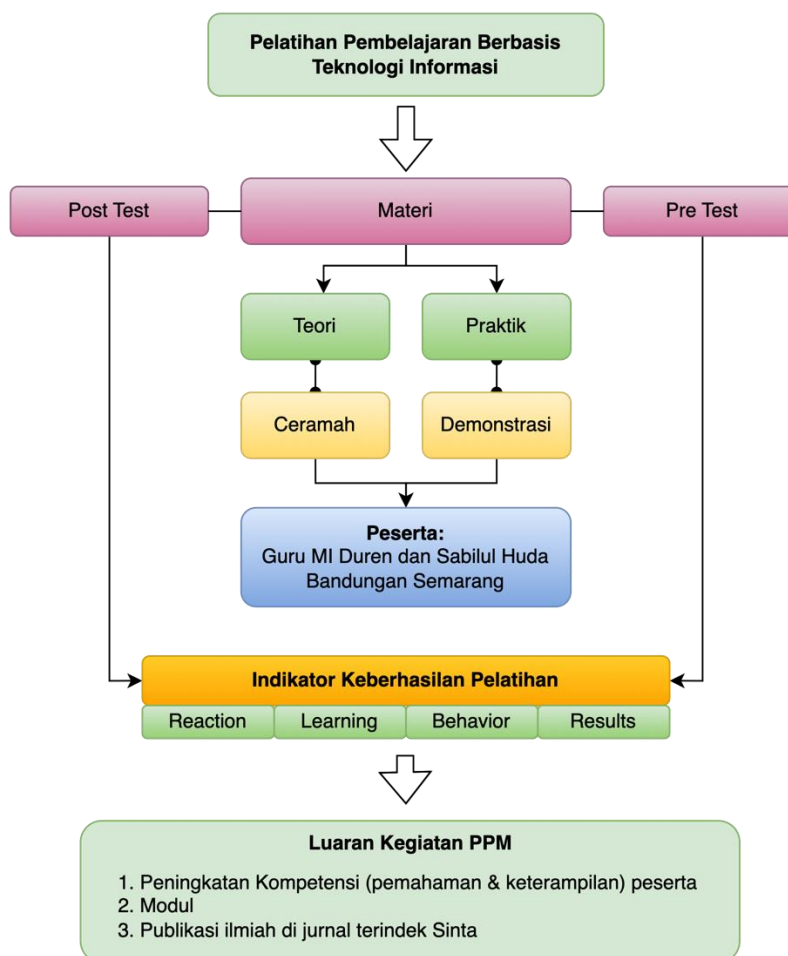 Pelatihan Pembelajaran Berbasis
Teknologi Informasi
Post Test
Materi
Pre Test
Teori
Praktik
Ceramah
Demonstrasi
Peserta:
Guru MI Duren dan Sabilul Huda
Bandungan Semarang
Indikator Keberhasilan Pelatihan
Reaction
Learning
Behavior
Results
Luaran Kegiatan PPM
1. Peningkatan Kompetensi (pemahaman & keterampilan) peserta
2. Modul
3. Publikasi ilmiah di jurnal terindek Sinta